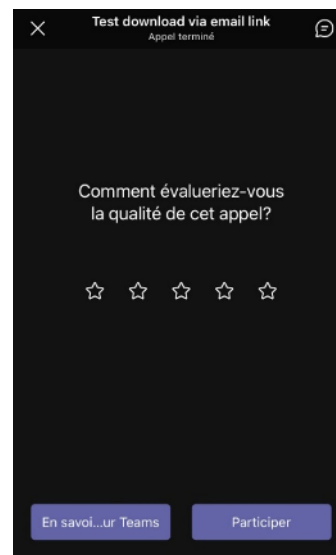 Test download via email link
Appel terminé
Comment évalueriez-vous
la qualité de cet appel?
En savoi...ur Teams
Participer